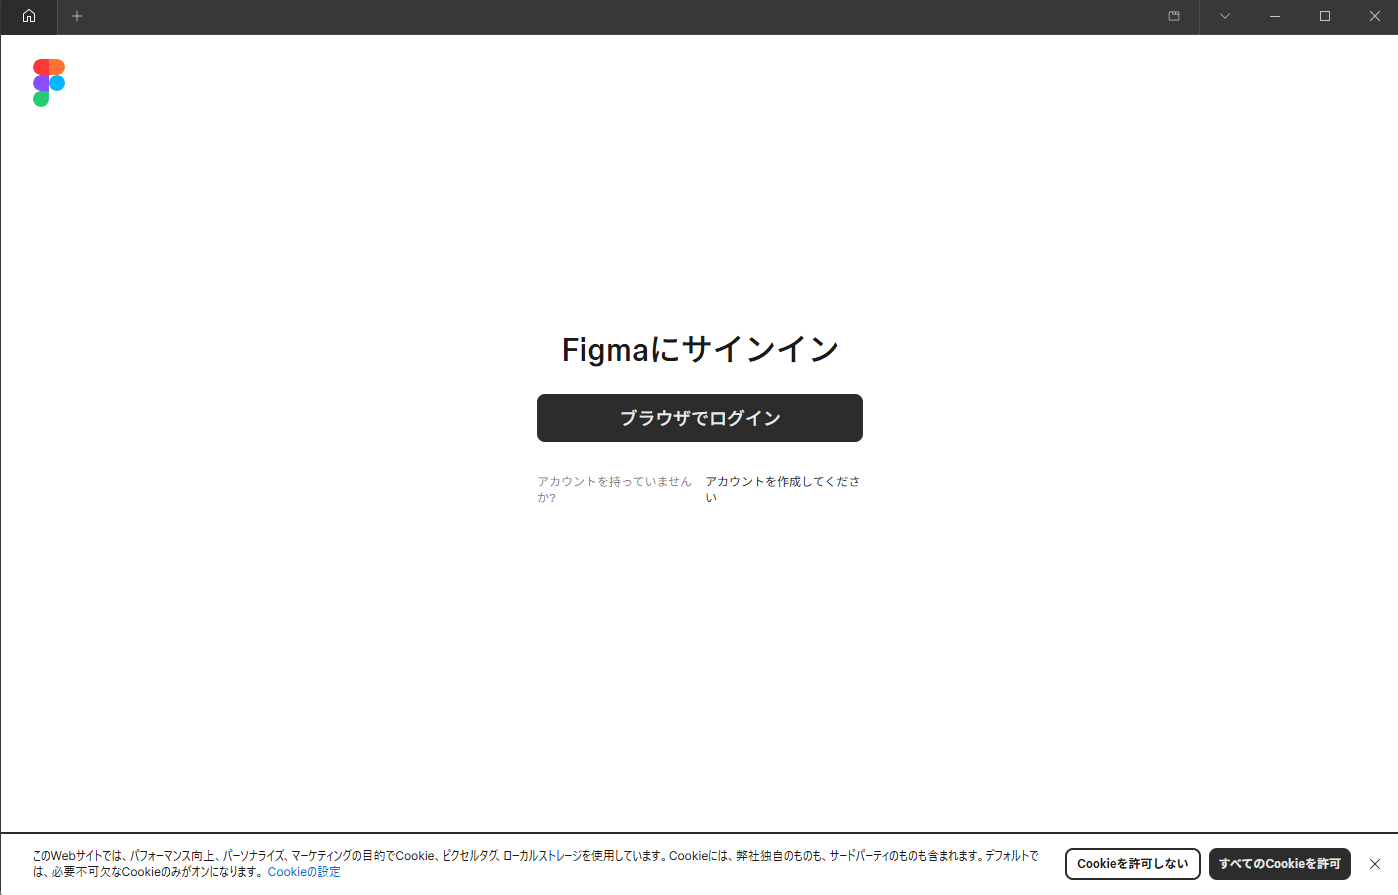 Figmaにサインイン
ブラウザでログイン
アカウントを持っていません
か?
アカウントを作成してくださ
い
このWebサイトでは、パフォーマンス向上、パーソナライズ、マーケティングの目的でCookie、ピクセルタグ、ローカルストレージを使用しています。Cookieには、弊社独自のものも、サードパーティのものも含まれます。デフォルトで
は、必要不可欠なCookieのみがオンになります。 Cookieの設定
Cookieを許可しない
すべてのCookieを許可